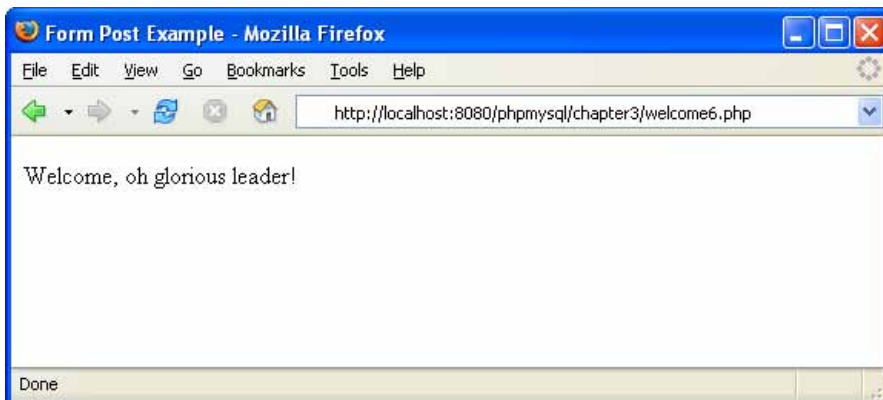 Form Post Example - Mozilla Firefox
File Edit View Go Bookmarks Tools Help
http://localhost:8080/phpmysql/chapter3/welcome6.php
Welcome, oh glorious leader!
Done